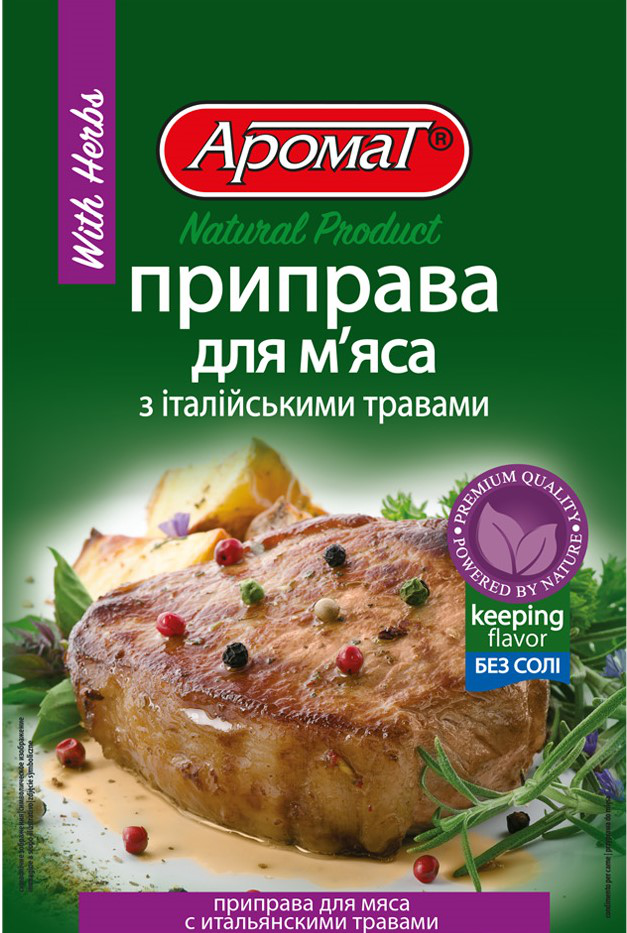 With Herbs
Аромат®
Natural Product
приправа
для м'яса
з італійськими травами
PREMIUM QUALITY
POWERED BY NATURE
keeping
flavor
БЕЗ СОЛІ
приправа для мяса
с итальянскими травами